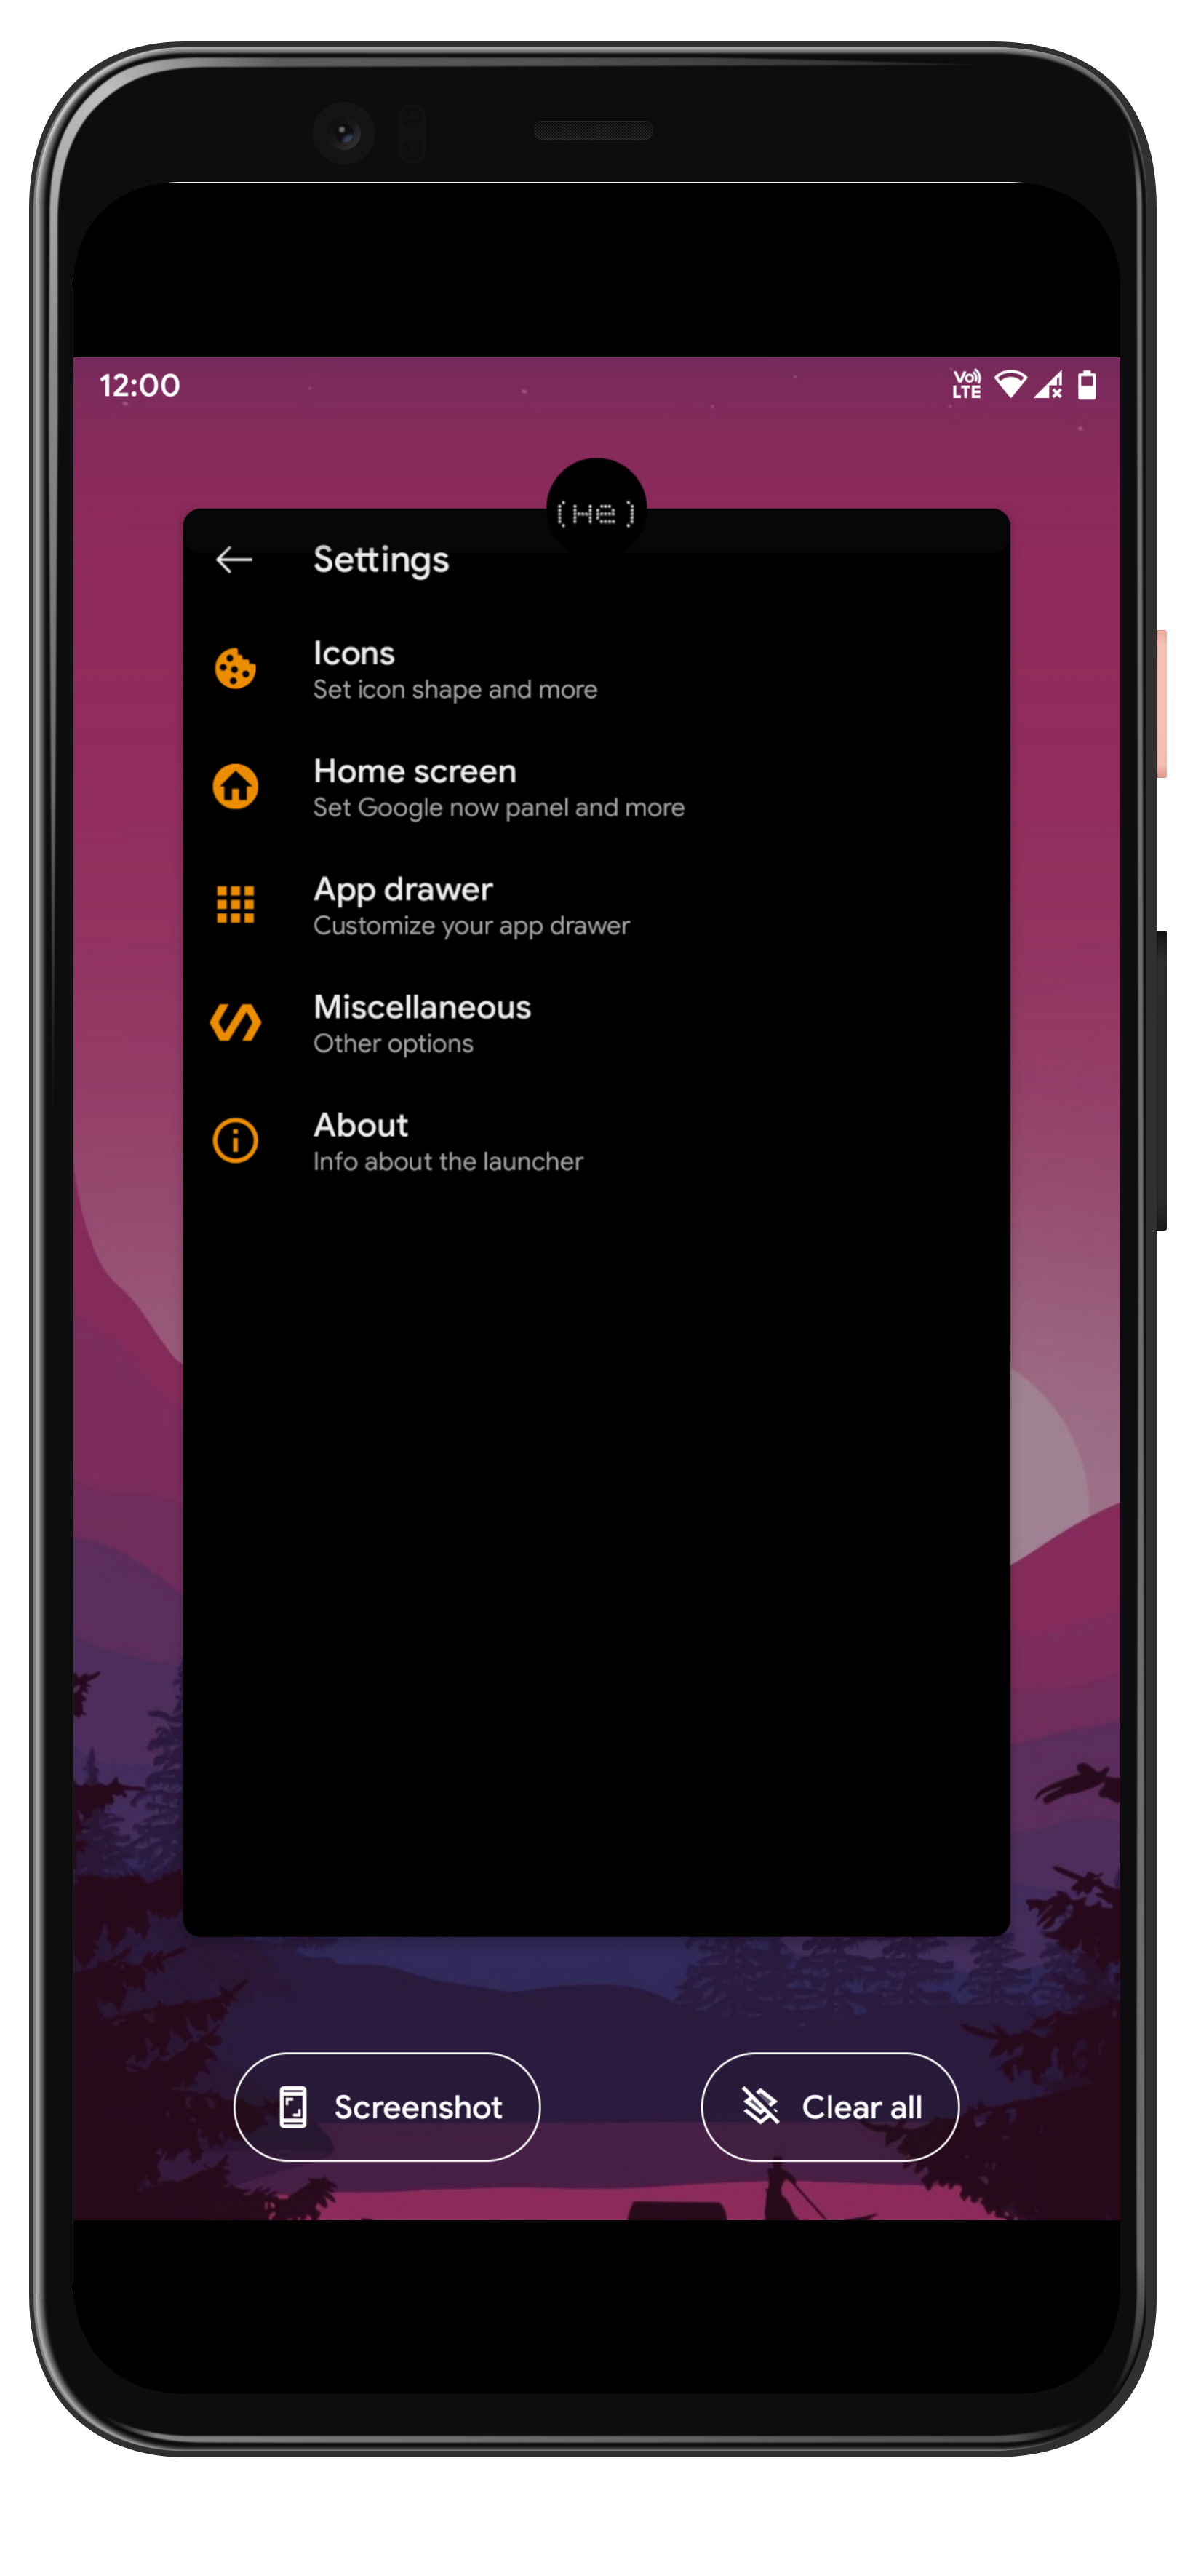 12:00
Vo))
LTE
(He )
Settings
Icons
Set icon shape and more
Home screen
Set Google now panel and more
App drawer
Customize your app drawer
Miscellaneous
Other options
About
Info about the launcher
Screenshot
Clear all